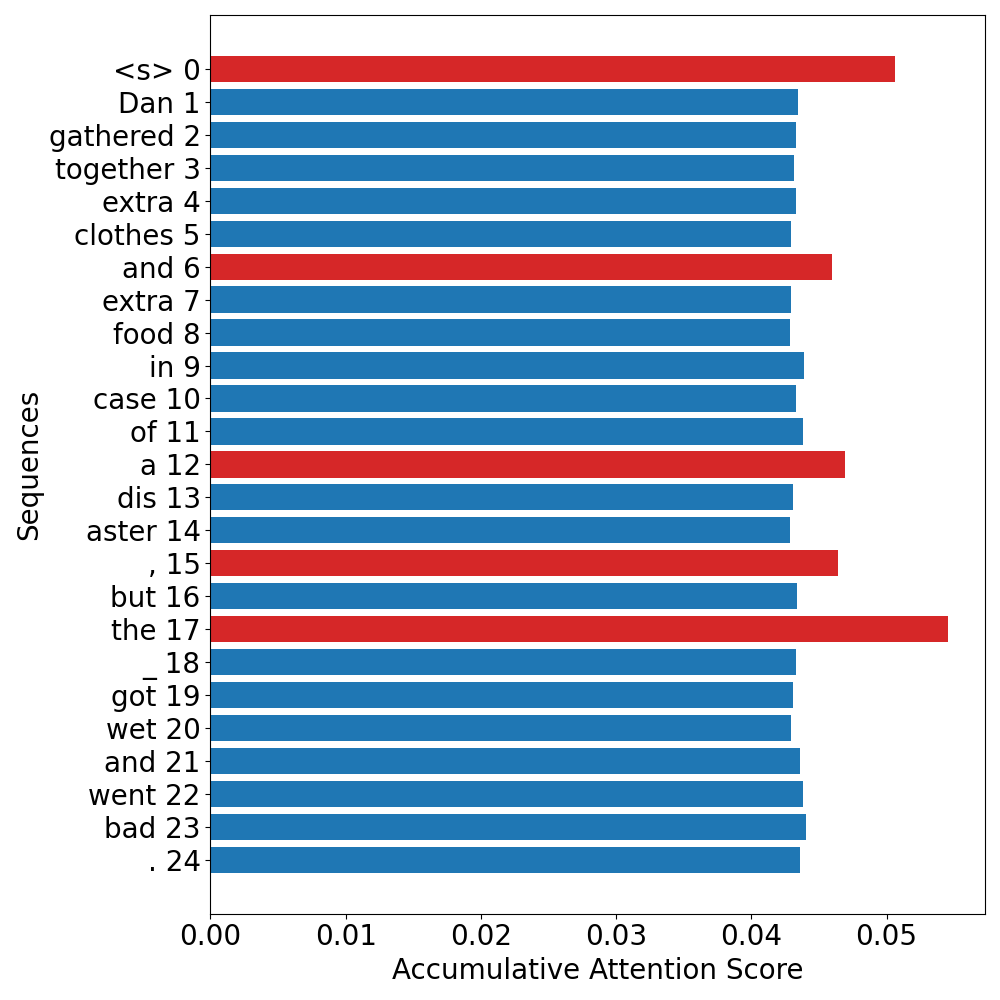 <s> 0
Dan 1
gathered 2
together 3
extra 4
clothes 5
and 6
extra 7
food 8
in 9
case 10
of 11
a 12
dis 13
aster 14
, 15
but 16
the 17
_ 18
got 19
wet 20
and 21
went 22
bad 23
. 24
Sequences
0.00 0.01 0.02 0.03 0.04 0.05
Accumulative Attention Score